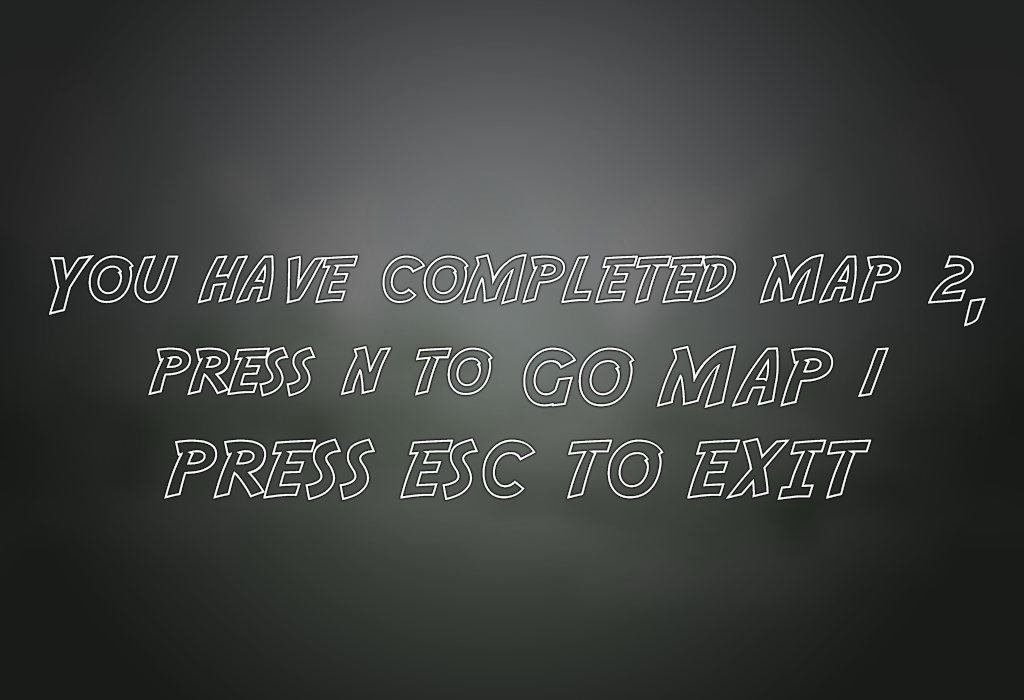 YOU HAVE COMPLETED MAP 2,
PRESS N TO GO MAP 1
PRESS ESC TO EXIT